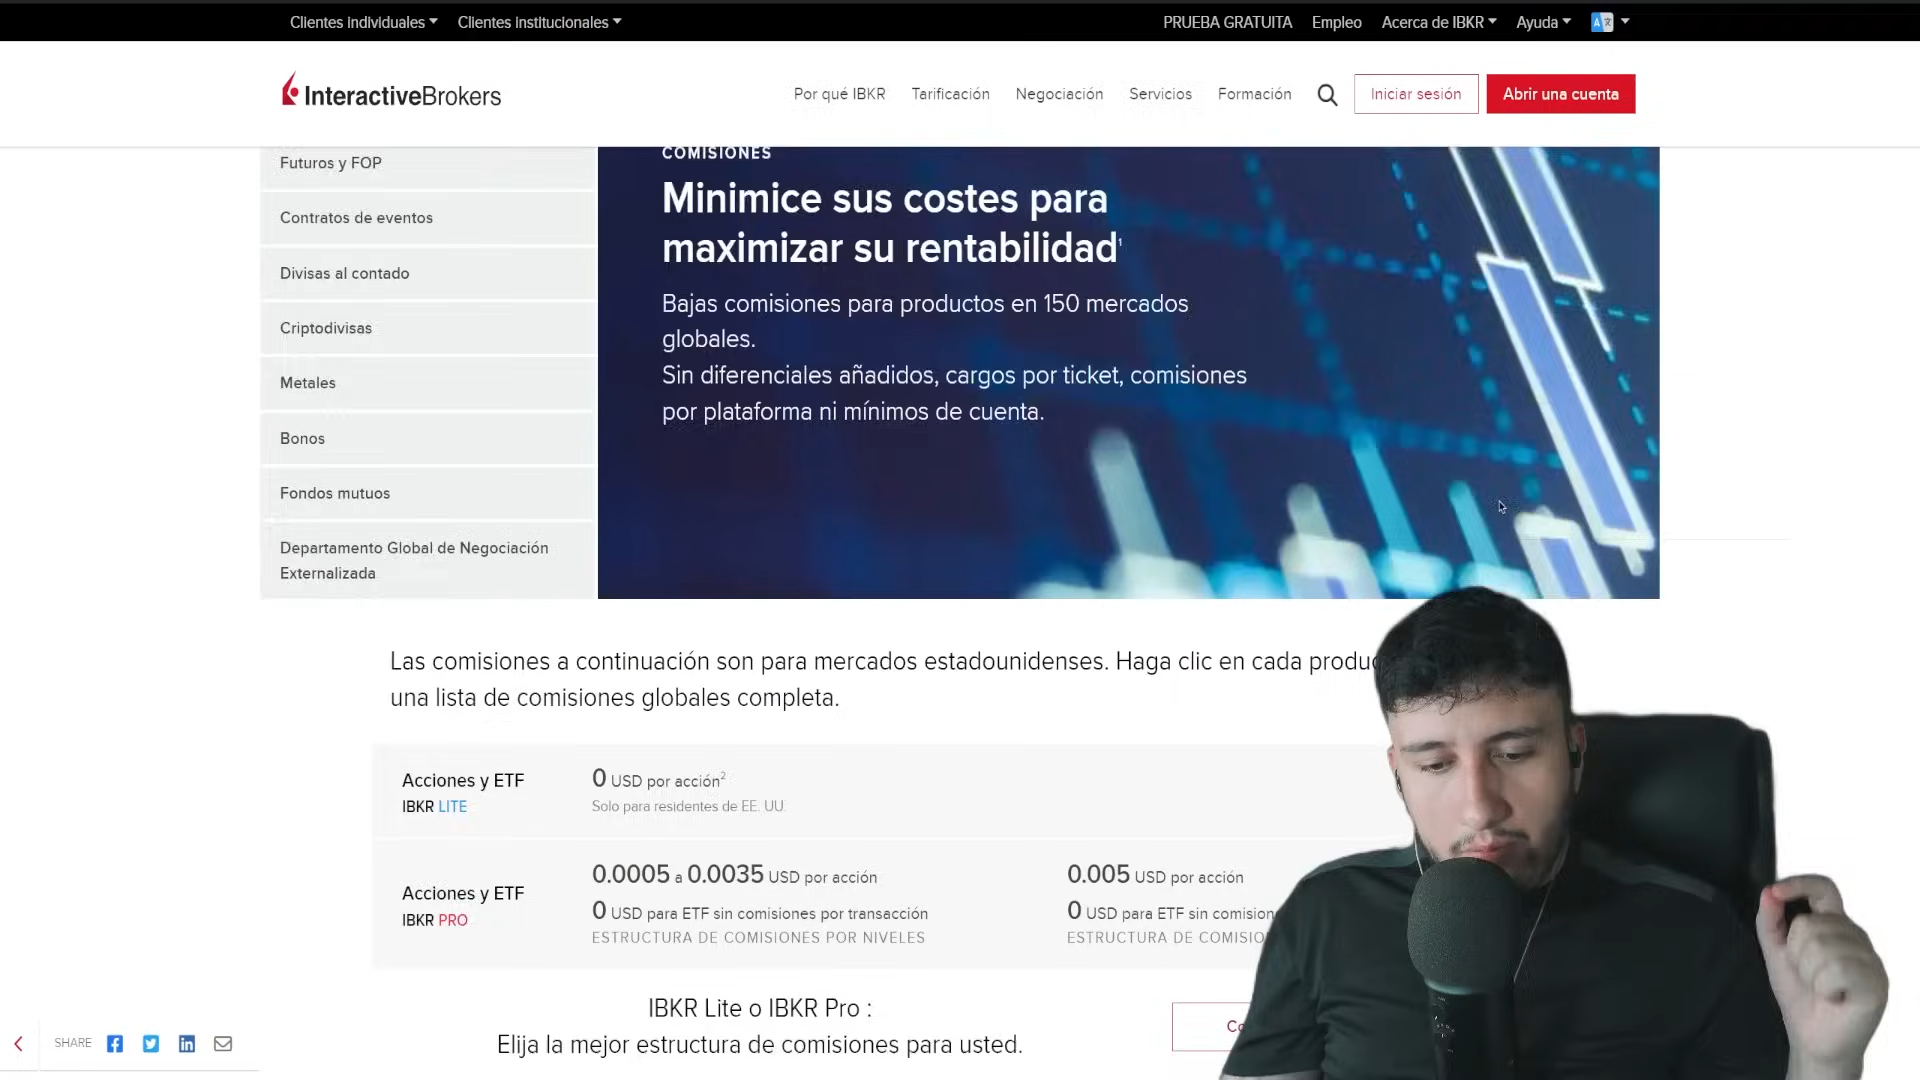 Clientes individuales
Clientes institucionales
PRUEBA GRATUITA
Empleo
Acerca de IBKR
Ayuda
InteractiveBrokers
Por qué IBKR
Tarificación
Negociación
Servicios
Formación
Iniciar sesión
Abrir una cuenta
Futuros y FOP
Contratos de eventos
Divisas al contado
Criptodivisas
Metales
Bonos
Fondos mutuos
Departamento Global de Negociación
Externalizada
COMISIONES
Minimice sus costes para
maximizar su rentabilidad¹
Bajas comisiones para productos en 150 mercados
globales.
Sin diferenciales añadidos, cargos por ticket, comisiones
por plataforma ni mínimos de cuenta.
Las comisiones a continuación son para mercados estadounidenses. Haga clic en cada
una lista de comisiones globales completa.
Acciones y ETF
IBKR LITE
0 USD por acción²
Solo para residentes de EE. UU.
Acciones y ETF
IBKR PRO
0.0005 a 0.0035 USD por acción
0 USD para ETF sin comisiones por transacción
ESTRUCTURA DE COMISIONES POR NIVELES
0.005 USD por acción
0 USD para ETF sin
ESTRUCTURA DE
IBKR Lite o IBKR Pro :
Elija la mejor estructura de comisiones para usted.
SHARE